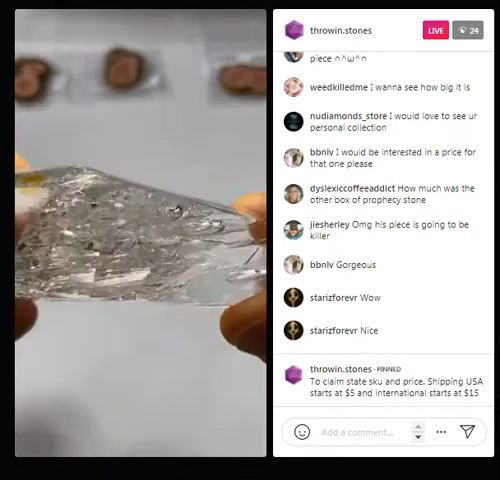 throwin.stones
LIVE
24
piece ∩^ω^∩
weedkilledme I wanna see how big it is
nudiamonds_store I would love to see ur
personal collection
bbnlv I would be interested in a price for
that one please
dyslexiccoffeeaddict How much was the
other box of prophecy stone
jiesherley Omg his piece is going to be
killer
bbnlv Gorgeous
starizforevr Wow
starizforevr Nice
throwin.stones · PINNED
To claim state sku and price. Shipping USA
starts at $5 and international starts at $15
Add a comment...